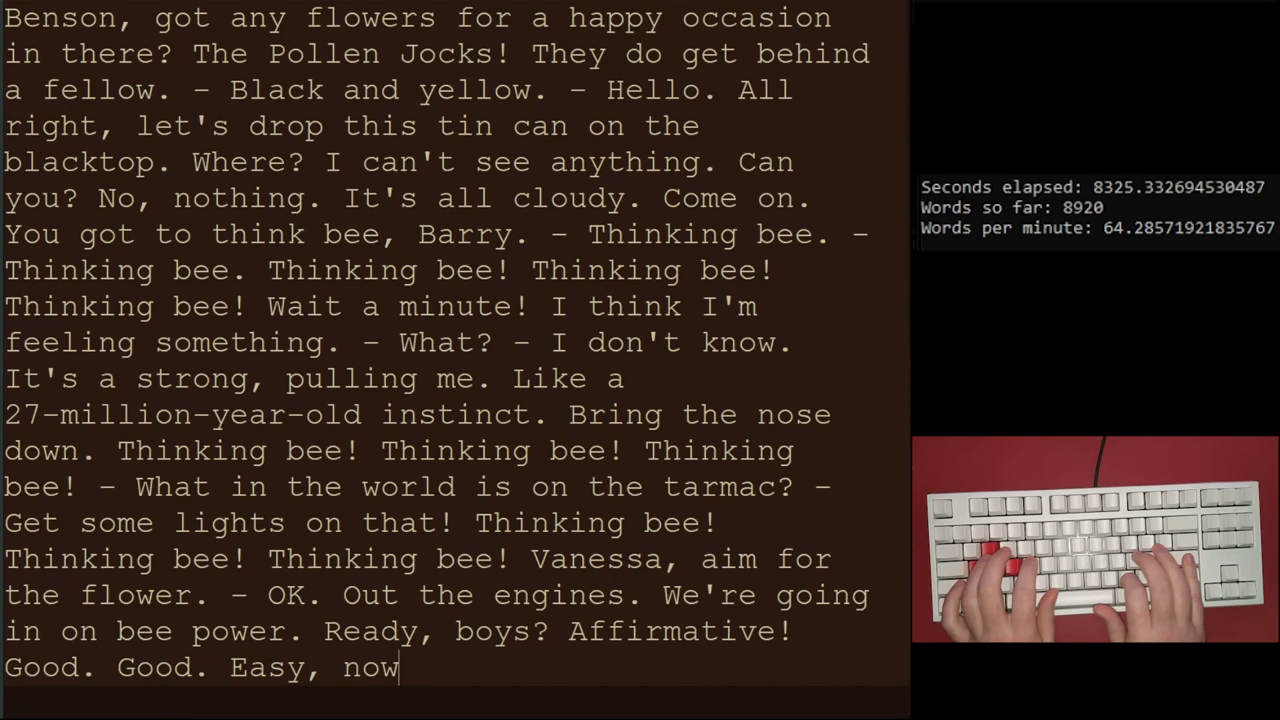 Benson, got any flowers for a happy occasion
in there? The Pollen Jocks! They do get behind
a fellow. - Black and yellow. - Hello. All
right, let's drop this tin can on the
blacktop. Where? I can't see anything. Can
you? No, nothing. It's all cloudy. Come on.
You got to think bee, Barry. - Thinking bee. -
Thinking bee. Thinking bee! Thinking bee!
Thinking bee! Wait a minute! I think I'm
feeling something. - What? - I don't know.
It's a strong, pulling me. Like a
27-million-year-old instinct. Bring the nose
down. Thinking bee! Thinking bee! Thinking
bee! - What in the world is on the tarmac? -
Get some lights on that! Thinking bee!
Thinking bee! Thinking bee! Vanessa, aim for
the flower. - OK. Out the engines. We're going
in on bee power. Ready, boys? Affirmative!
Good. Good. Easy, now
Seconds elapsed: 8325.332694530487
Words so far: 8920
Words per minute: 64.28571921835767